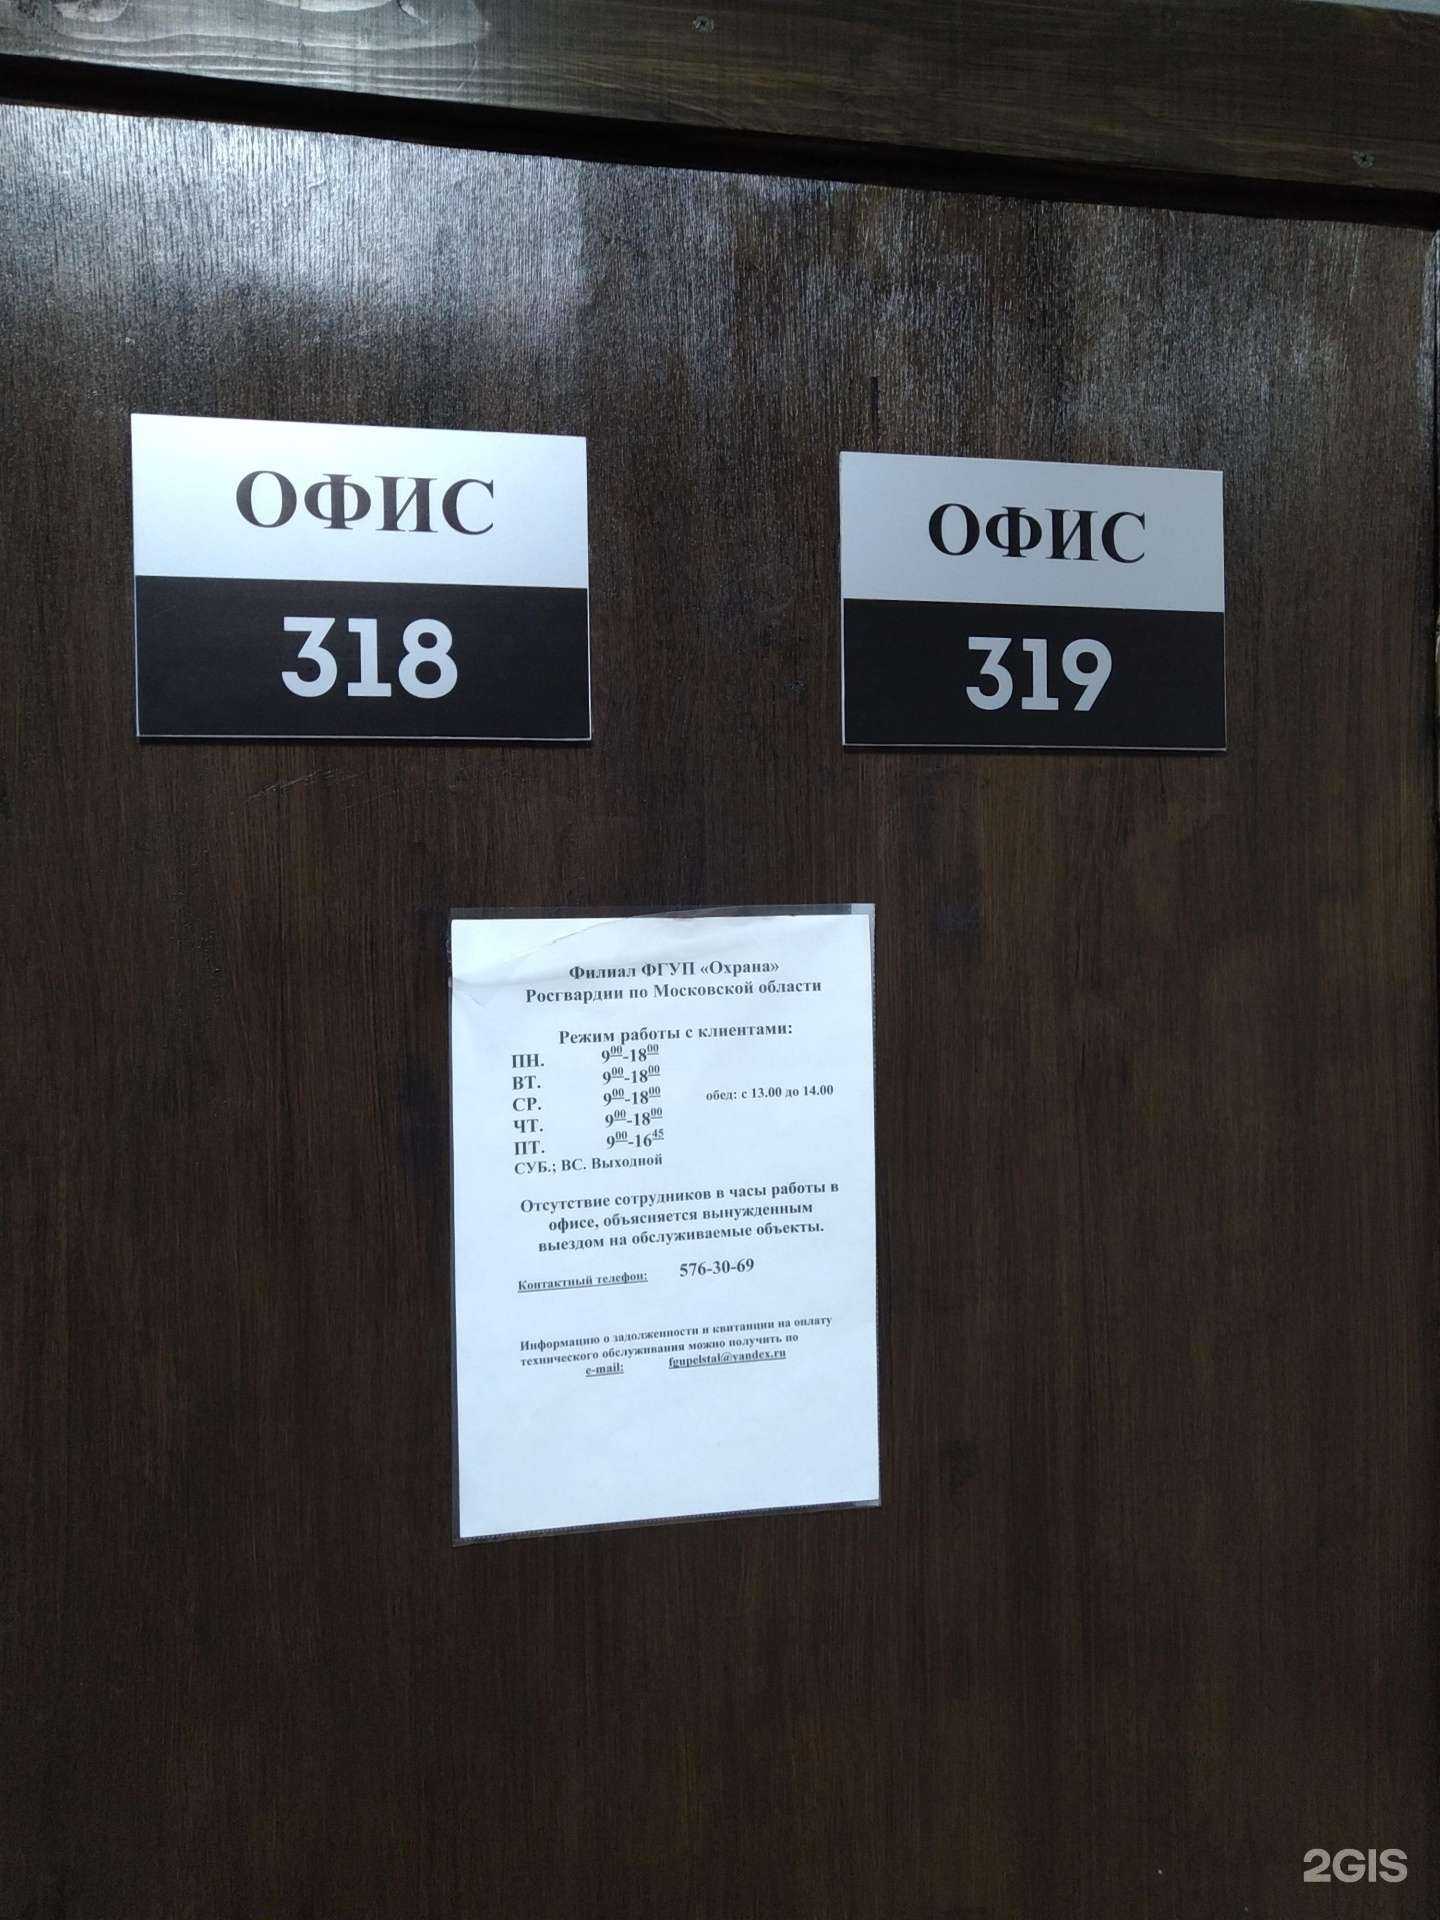 ОФИС
318
ОФИС
319
Филиал ФГУП «Охрана»
Росгвардии по Московской области
Режим работы с клиентами:
ПН. 9⁰⁰-18⁰⁰
ВТ. 9⁰⁰-18⁰⁰
СР. 9⁰⁰-18⁰⁰ обед: с 13.00 до 14.00
ЧТ. 9⁰⁰-18⁰⁰
ПТ. 9⁰⁰-16⁴⁵
СУБ.; ВС. Выходной
Отсутствие сотрудников в часы работы в
офисе, объясняется вынужденным
выездом на обслуживаемые объекты.
Контактный телефон: 576-30-69
Информацию о задолженности и квитанции на оплату
технического обслуживания можно получить по
e-mail: fgupelstal@yandex.ru
2GIS